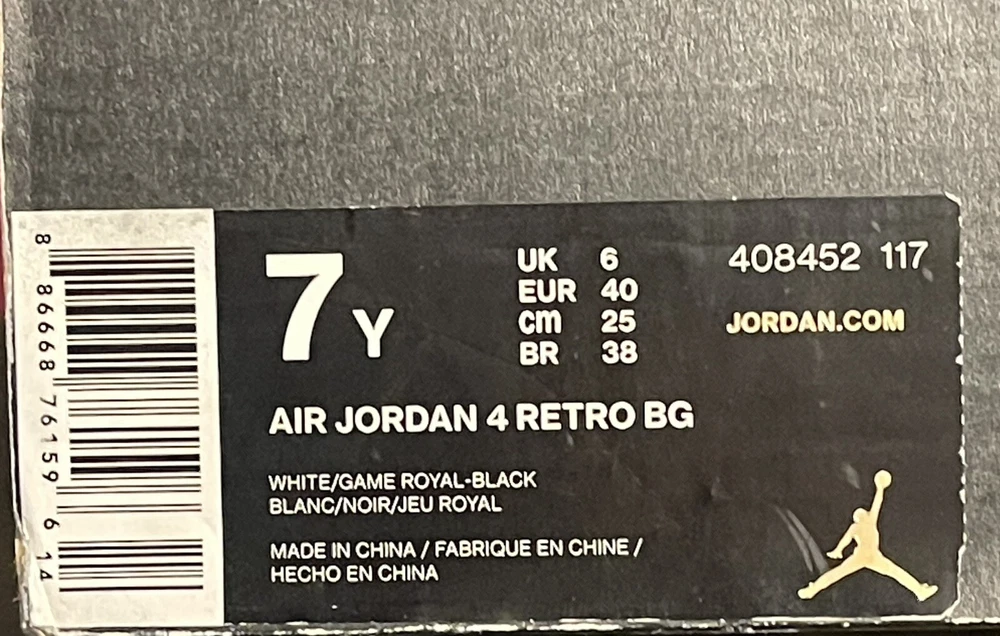 8 86668 76159 6 14
7 Y
UK 6
EUR 40
cm 25
BR 38
408452 117
JORDAN.COM
AIR JORDAN 4 RETRO BG
WHITE/GAME ROYAL-BLACK
BLANC/NOIR/JEU ROYAL
MADE IN CHINA / FABRIQUE EN CHINE /
HECHO EN CHINA